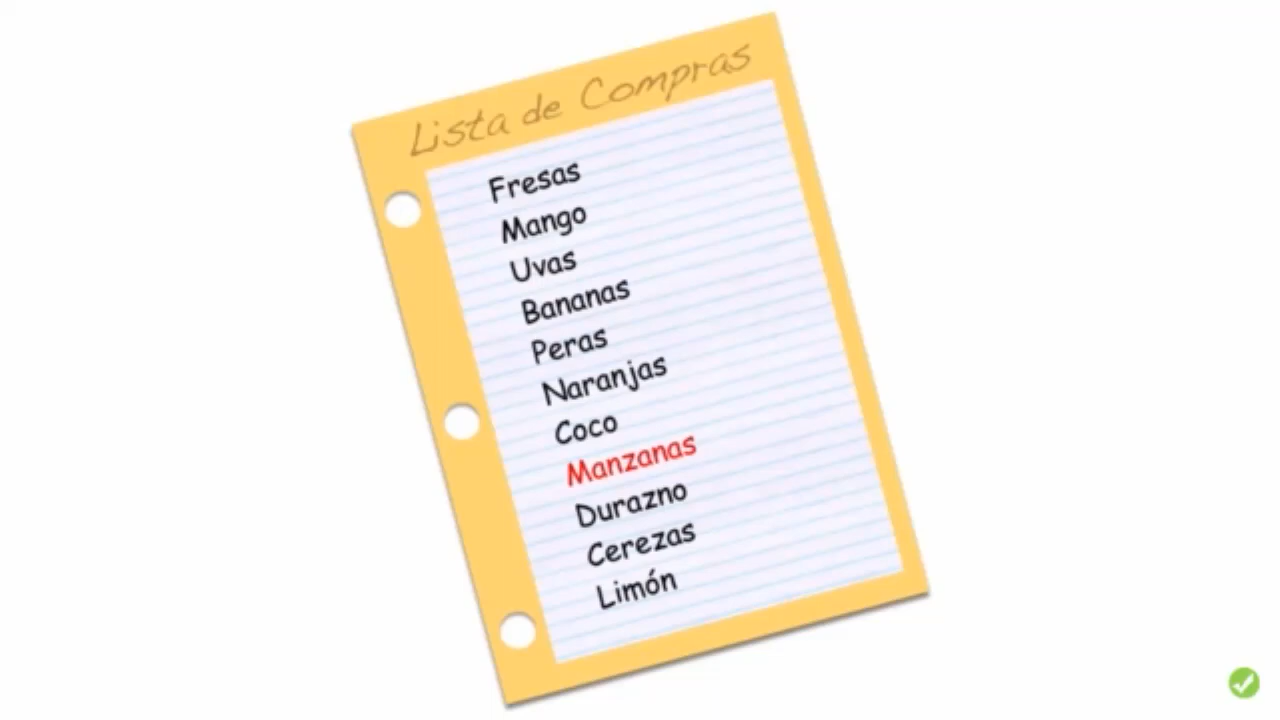 Lista de Compras
Fresas
Mango
Uvas
Bananas
Peras
Naranjas
Coco
Manzanas
Durazno
Cerezas
Limón